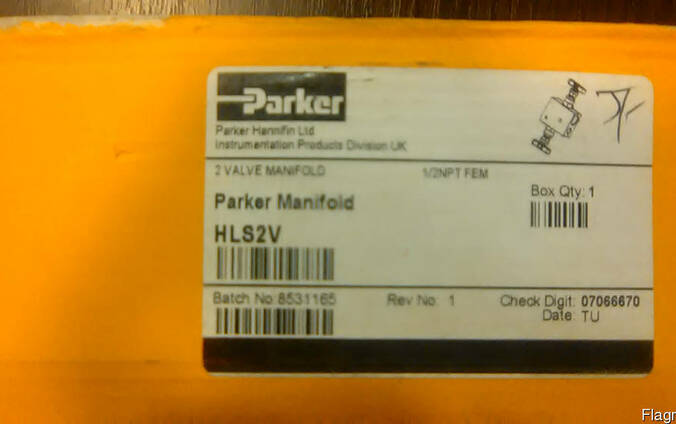 Parker
Parker Hannifin Ltd
Instrumentation Products Division UK
2 VALVE MANIFOLD 1/2NPT FEM
Parker Manifold
Box Qty: 1
HLS2V
Batch No:8531165 Rev No: 1 Check Digit: 07066670
Date: TU
Flagr